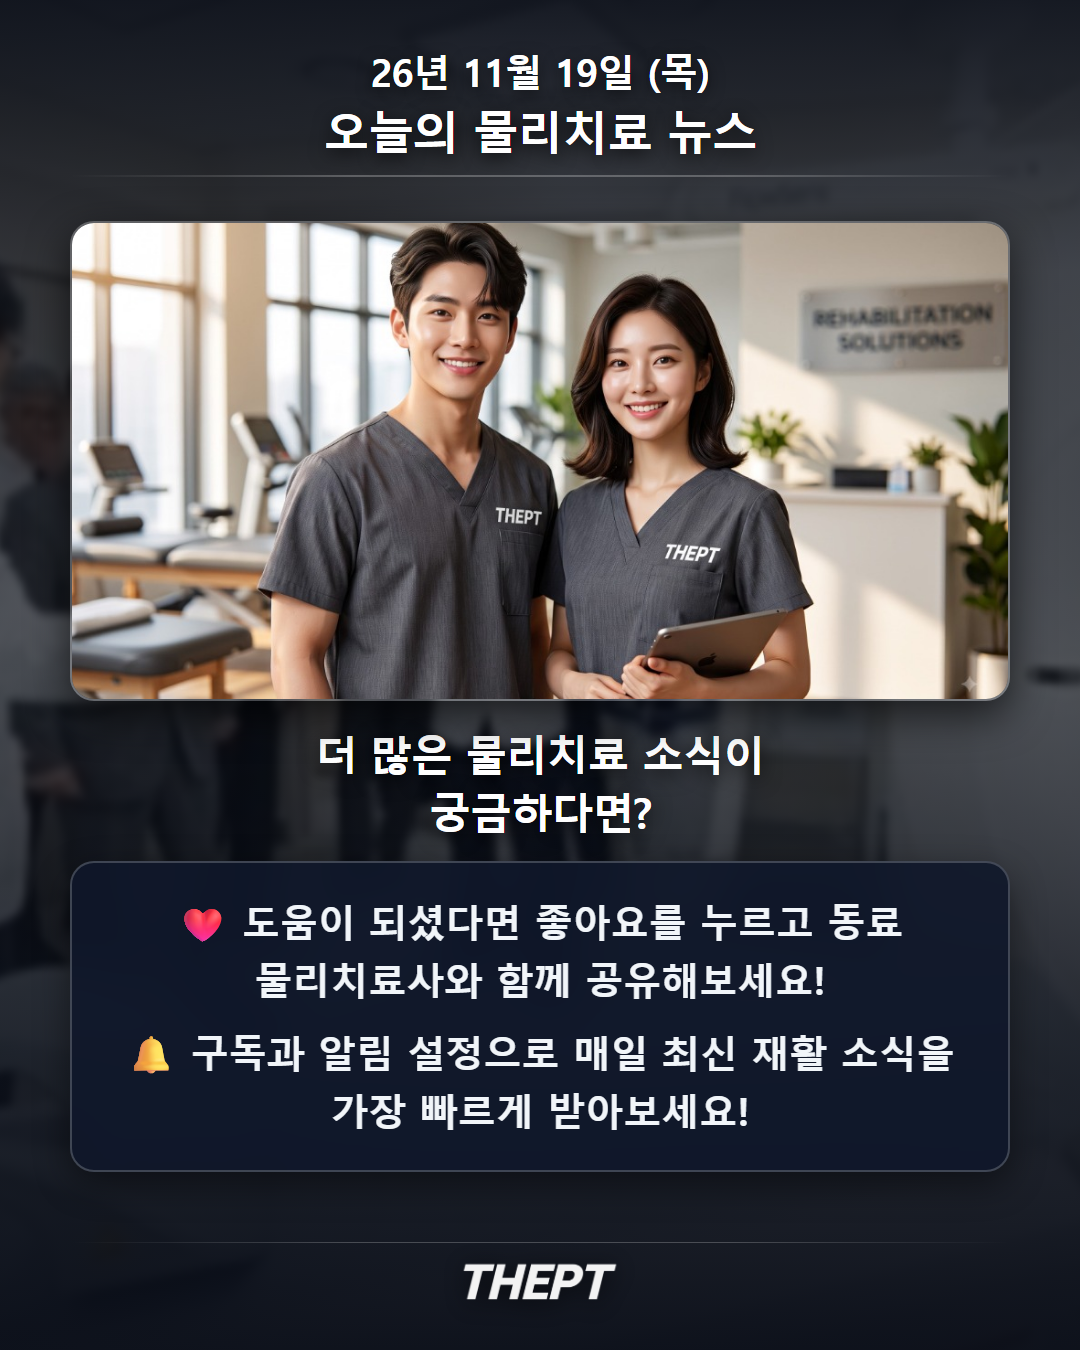 26년 11월 19일 (목)
오늘의 물리치료 뉴스
REHABILITATION
SOLUTIONS
THEPT
THEPT
더 많은 물리치료 소식이
궁금하다면?
도움이 되셨다면 좋아요를 누르고 동료
물리치료사와 함께 공유해보세요!
구독과 알림 설정으로 매일 최신 재활 소식을
가장 빠르게 받아보세요!
THEPT